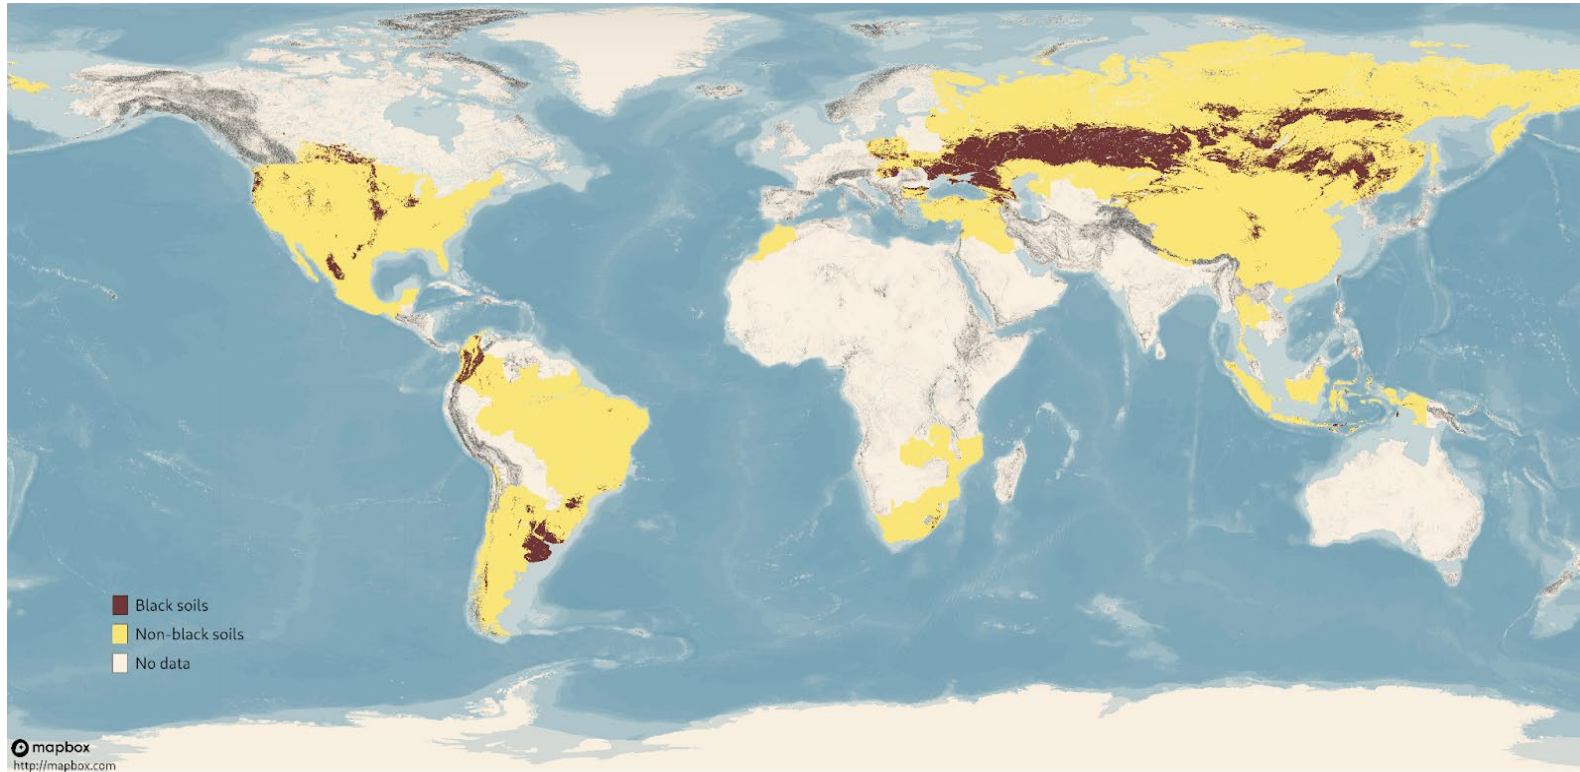 Black soils
Non-black soils
No data
mapbox
http://mapbox.com